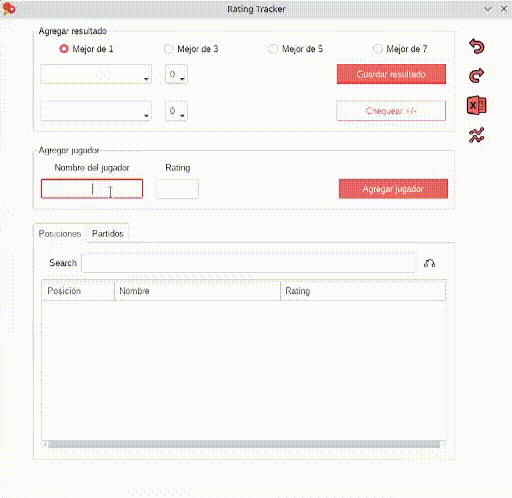 Rating Tracker
Agregar resultado
Mejor de 1 Mejor de 3 Mejor de 5 Mejor de 7
0 Guardar resultado
0 Chequear +/-
Agregar jugador
Nombre del jugador Rating
Agregar jugador
Posiciones Partidos
Search
Posición Nombre Rating